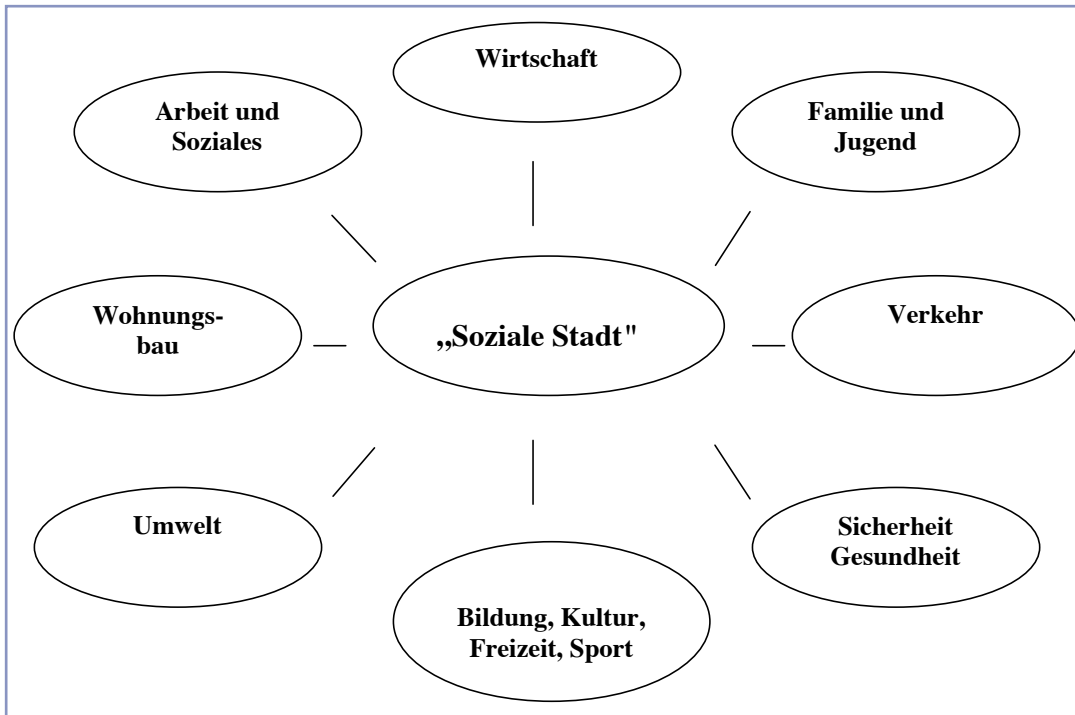 Wirtschaft
Arbeit und
Soziales
Familie und
Jugend
Wohnungs-
bau
„Soziale Stadt"
Verkehr
Umwelt
Sicherheit
Gesundheit
Bildung, Kultur,
Freizeit, Sport